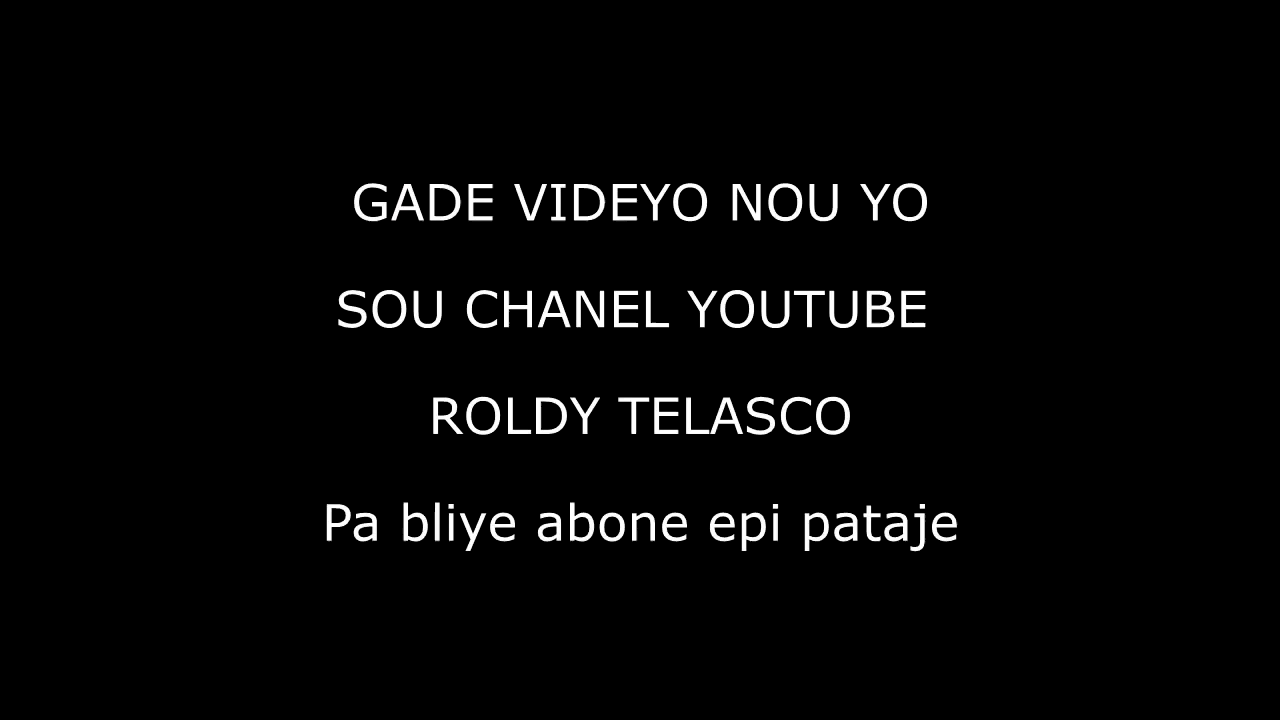 GADE VIDEYO NOU YO
SOU CHANEL YOUTUBE
ROLDY TELASCO
Pa bliye abone epi pataje